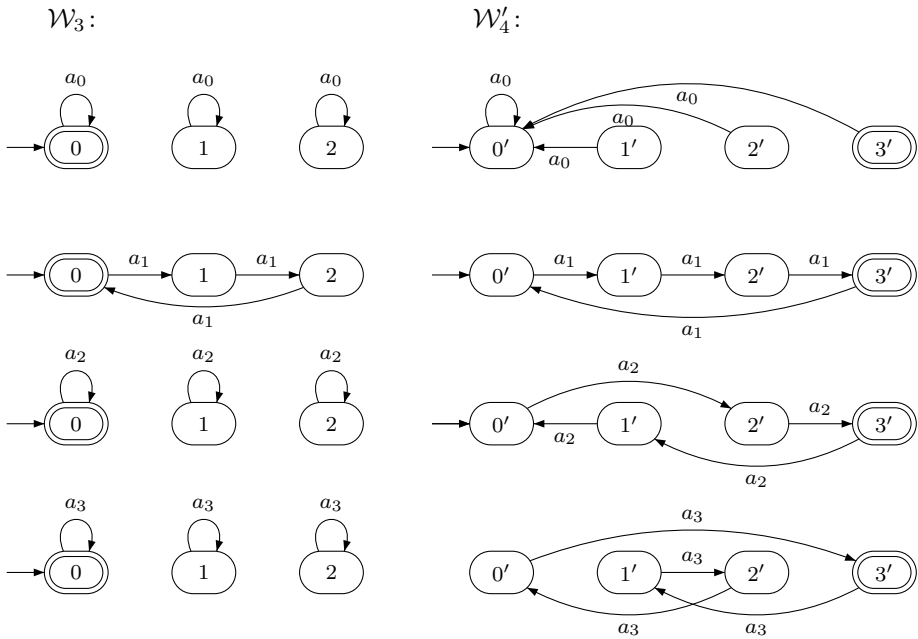 𝒲₃: 𝒲′₄:
a₀ a₀ a₀ a₀
a₀
a₀
0 1 2 0′ 1′ 2′ 3′
a₀
a₁ a₁ a₁ a₁ a₁
0 1 2 0′ 1′ 2′ 3′
a₁ a₁
a₂ a₂ a₂ a₂
a₂
0 1 2 0′ 1′ 2′ 3′
a₂
a₂
a₃ a₃ a₃ a₃
a₃
0 1 2 0′ 1′ 2′ 3′
a₃ a₃